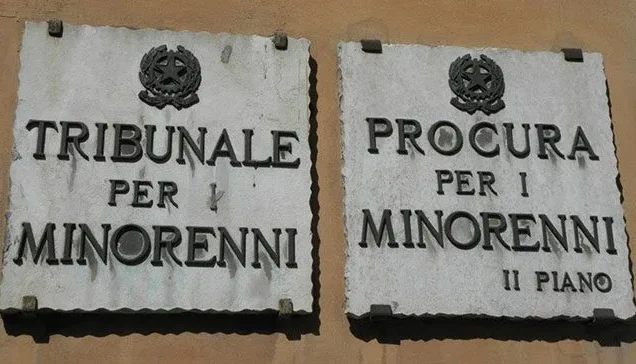 TRIBUNALE
PER I
MINORENNI
PROCURA
PER I
MINORENNI
II PIANO